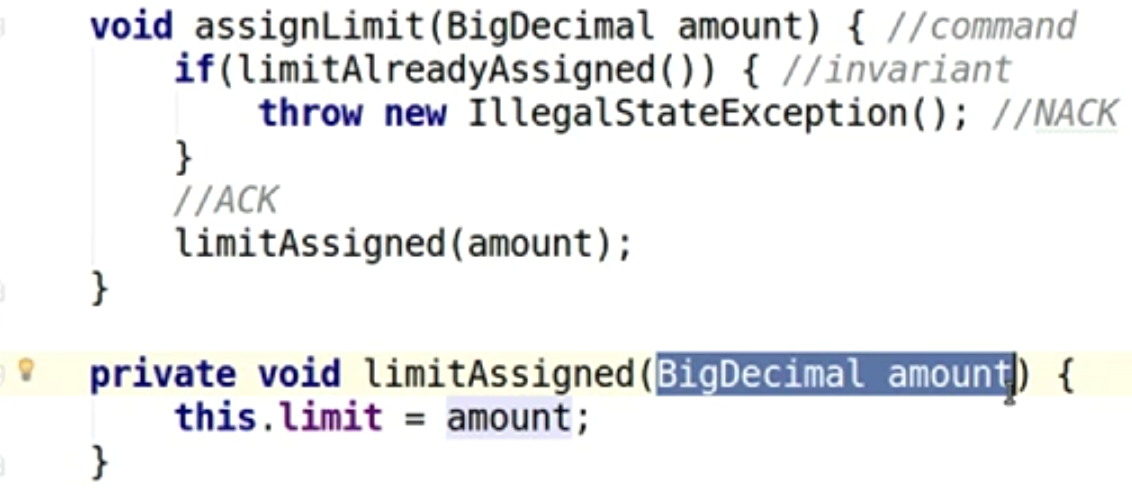 void assignLimit(BigDecimal amount) { //command
if(limitAlreadyAssigned()) { //invariant
throw new IllegalStateException(); //NACK
}
//ACK
limitAssigned(amount);
}
private void limitAssigned(BigDecimal amount) {
this.limit = amount;
}